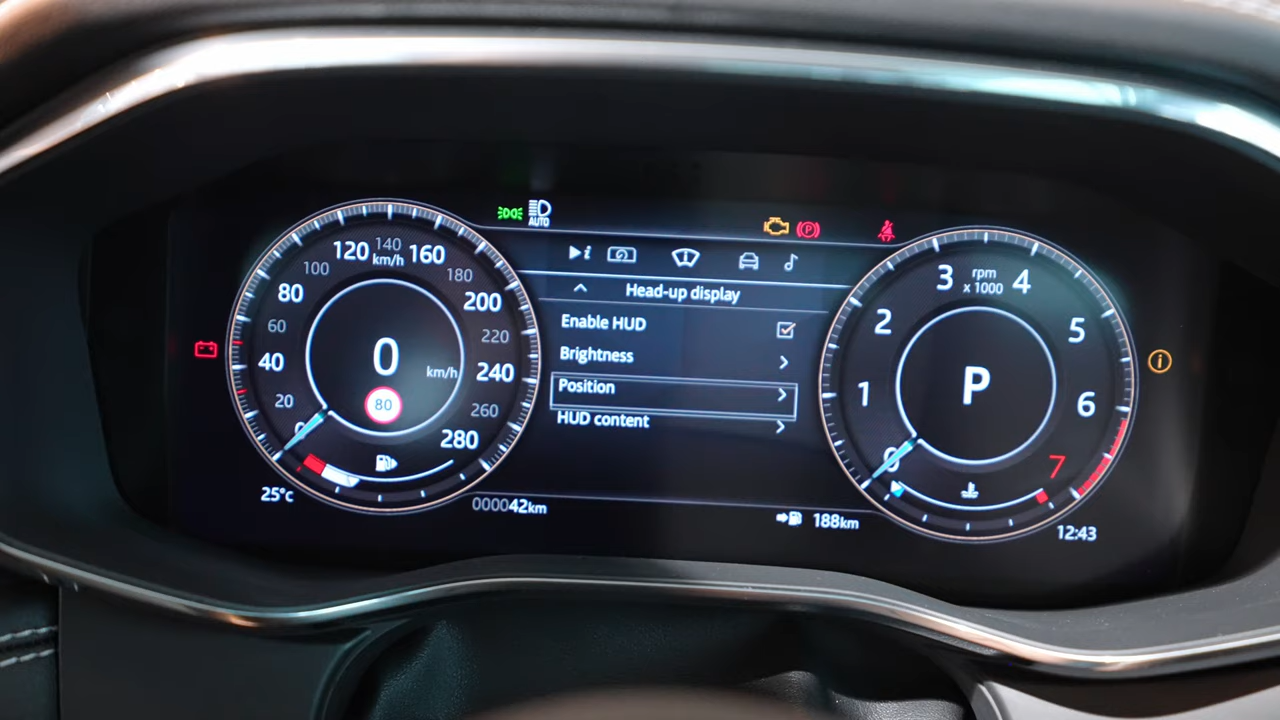 AUTO
120 140 160
km/h
100 180
80 200
60 220
40 0 km/h 240
20 80 260
0 280
25°c
000042km
i
Head-up display
Enable HUD
Brightness
Position
HUD content
188km
3 rpm 4
x 1000
2 5
1 P 6
0 7
12:43
P
i